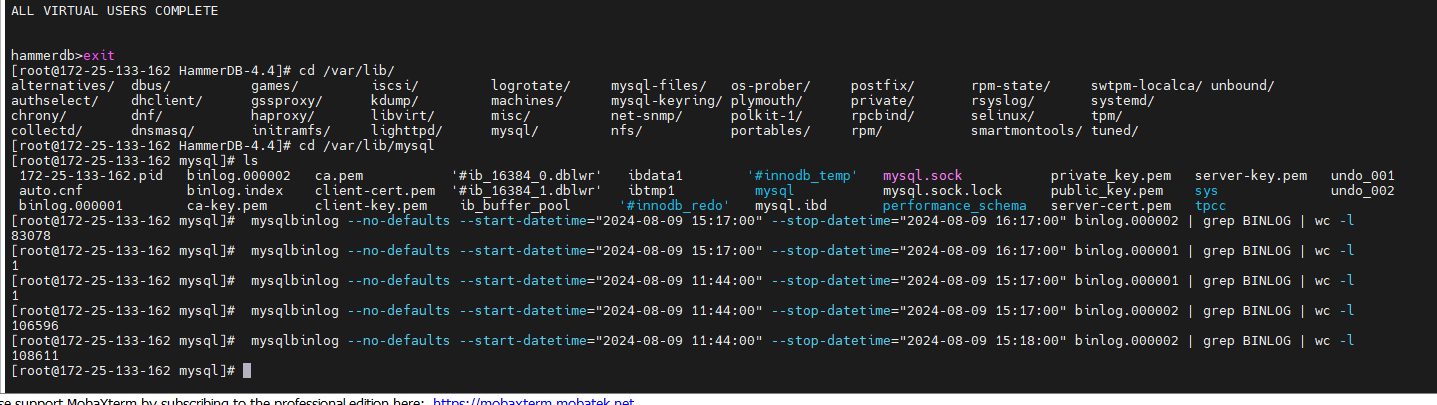 ALL VIRTUAL USERS COMPLETE
hammerdb>exit
[root@172-25-133-162 HammerDB-4.4]# cd /var/lib/
alternatives/ dbus/ games/ iscsi/ logrotate/ mysql-files/ os-prober/ postfix/ rpm-state/ swtpm-localca/ unbound/
authselect/ dhclient/ gssproxy/ kdump/ machines/ mysql-keyring/ plymouth/ private/ rsyslog/ systemd/
chrony/ dnf/ haproxy/ libvirt/ misc/ net-snmp/ polkit-1/ rpcbind/ selinux/ tpm/
collectd/ dnsmasq/ initramfs/ lighttpd/ mysql/ nfs/ portables/ rpm/ smartmontools/ tuned/
[root@172-25-133-162 HammerDB-4.4]# cd /var/lib/mysql
[root@172-25-133-162 mysql]# ls
172-25-133-162.pid binlog.000002 ca.pem '#ib_16384_0.dblwr' ibdata1 '#innodb_temp' mysql.sock private_key.pem server-key.pem undo_001
auto.cnf binlog.index client-cert.pem '#ib_16384_1.dblwr' ibtmp1 mysql mysql.sock.lock public_key.pem sys undo_002
binlog.000001 ca-key.pem client-key.pem ib_buffer_pool '#innodb_redo' mysql.ibd performance_schema server-cert.pem tpcc
[root@172-25-133-162 mysql]# mysqlbinlog --no-defaults --start-datetime="2024-08-09 15:17:00" --stop-datetime="2024-08-09 16:17:00" binlog.000002 | grep BINLOG | wc -l
83078
[root@172-25-133-162 mysql]# mysqlbinlog --no-defaults --start-datetime="2024-08-09 15:17:00" --stop-datetime="2024-08-09 16:17:00" binlog.000001 | grep BINLOG | wc -l
1
[root@172-25-133-162 mysql]# mysqlbinlog --no-defaults --start-datetime="2024-08-09 11:44:00" --stop-datetime="2024-08-09 15:17:00" binlog.000001 | grep BINLOG | wc -l
1
[root@172-25-133-162 mysql]# mysqlbinlog --no-defaults --start-datetime="2024-08-09 11:44:00" --stop-datetime="2024-08-09 15:17:00" binlog.000002 | grep BINLOG | wc -l
106596
[root@172-25-133-162 mysql]# mysqlbinlog --no-defaults --start-datetime="2024-08-09 11:44:00" --stop-datetime="2024-08-09 15:18:00" binlog.000002 | grep BINLOG | wc -l
108611
[root@172-25-133-162 mysql]#
se support MobaXterm by subscribing to the professional edition here: https://mobaxterm.mobatek.net